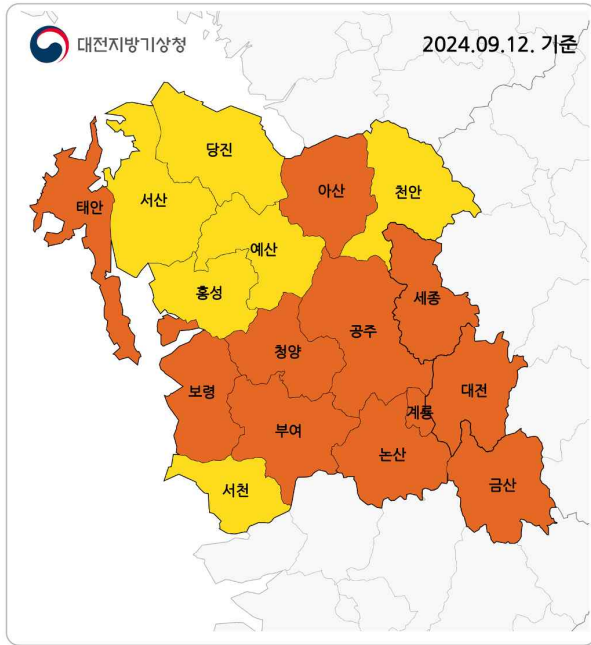 대전지방기상청
2024.09.12. 기준
당진
아산
천안
서산
태안
예산
홍성
세종
공주
청양
보령
대전
계룡
부여
논산
서천
금산